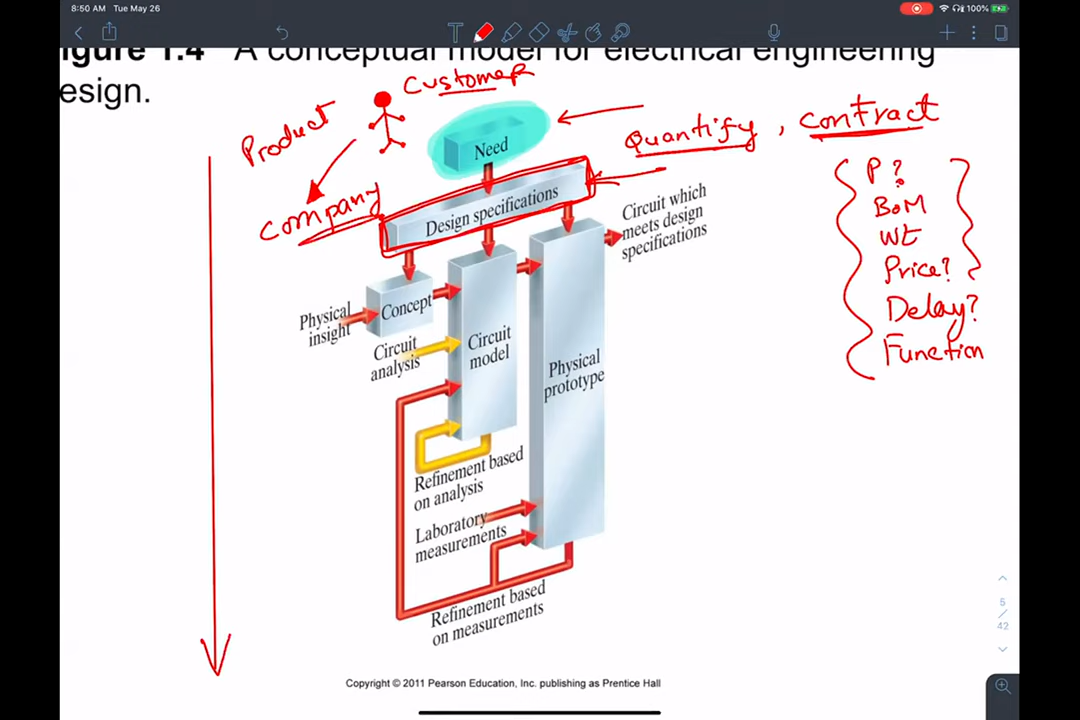 8:50 AM Tue May 26
100%
igure 1.4 A conceptual model for electrical engineering
esign.
Customer
Product
Need
Quantify, contract
company
Design specifications
Circuit which
meets design
specifications
P?
BoM
Wt
Price?
Delay?
Function
Physical
insight
Concept
Circuit
analysis
Circuit
model
Physical
prototype
Refinement based
on analysis
Laboratory
measurements
Refinement based
on measurements
5
/
42
Copyright © 2011 Pearson Education, Inc. publishing as Prentice Hall